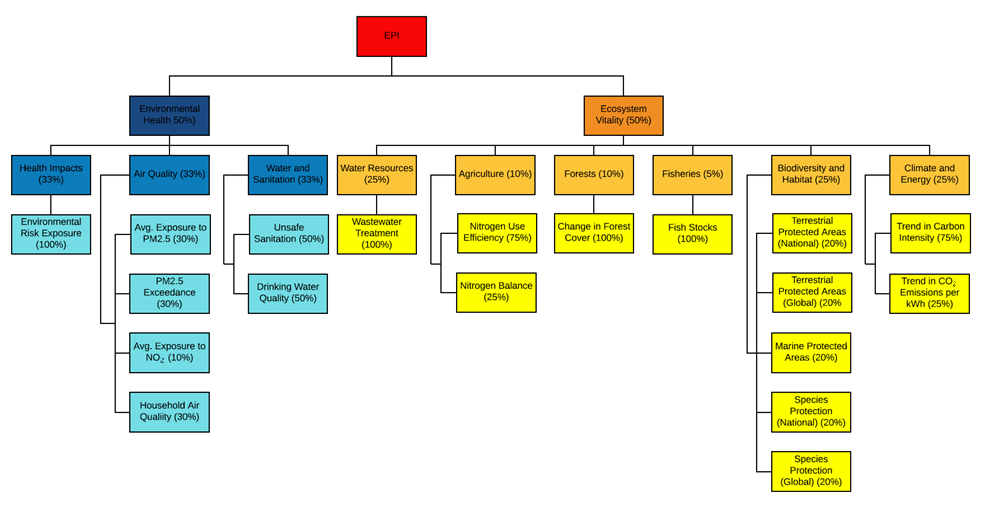 EPI
Environmental
Health 50%)
Ecosystem
Vitality (50%)
Health Impacts
(33%)
Air Quality (33%)
Water and
Sanitation (33%)
Water Resources
(25%)
Agriculture (10%)
Forests (10%)
Fisheries (5%)
Biodiversity and
Habitat (25%)
Climate and
Energy (25%)
Environmental
Risk Exposure
(100%)
Avg. Exposure to
PM2.5 (30%)
Unsafe
Sanitation (50%)
Wastewater
Treatment
(100%)
Nitrogen Use
Efficiency (75%)
Change in Forest
Cover (100%)
Fish Stocks
(100%)
Terrestrial
Protected Areas
(National) (20%)
Trend in Carbon
Intensity (75%)
PM2.5
Exceedance
(30%)
Drinking Water
Quality (50%)
Nitrogen Balance
(25%)
Terrestrial
Protected Areas
(Global) (20%
Trend in CO₂
Emissions per
kWh (25%)
Avg. Exposure to
NO₂ (10%)
Marine Protected
Areas (20%)
Household Air
Qualiity (30%)
Species
Protection
(National) (20%)
Species
Protection
(Global) (20%)